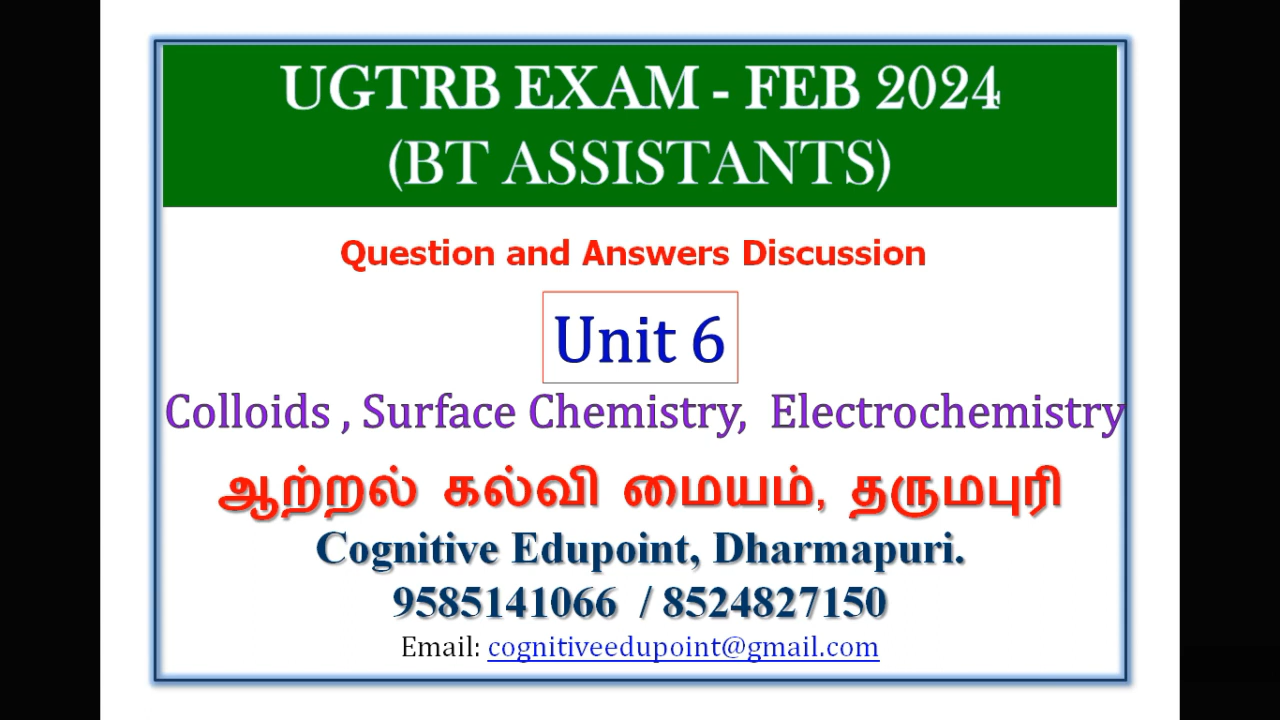 UGTRB EXAM - FEB 2024
(BT ASSISTANTS)
Question and Answers Discussion
Unit 6
Colloids , Surface Chemistry, Electrochemistry
ஆற்றல் கல்வி மையம், தருமபுரி
Cognitive Edupoint, Dharmapuri.
9585141066 / 8524827150
Email: cognitiveedupoint@gmail.com